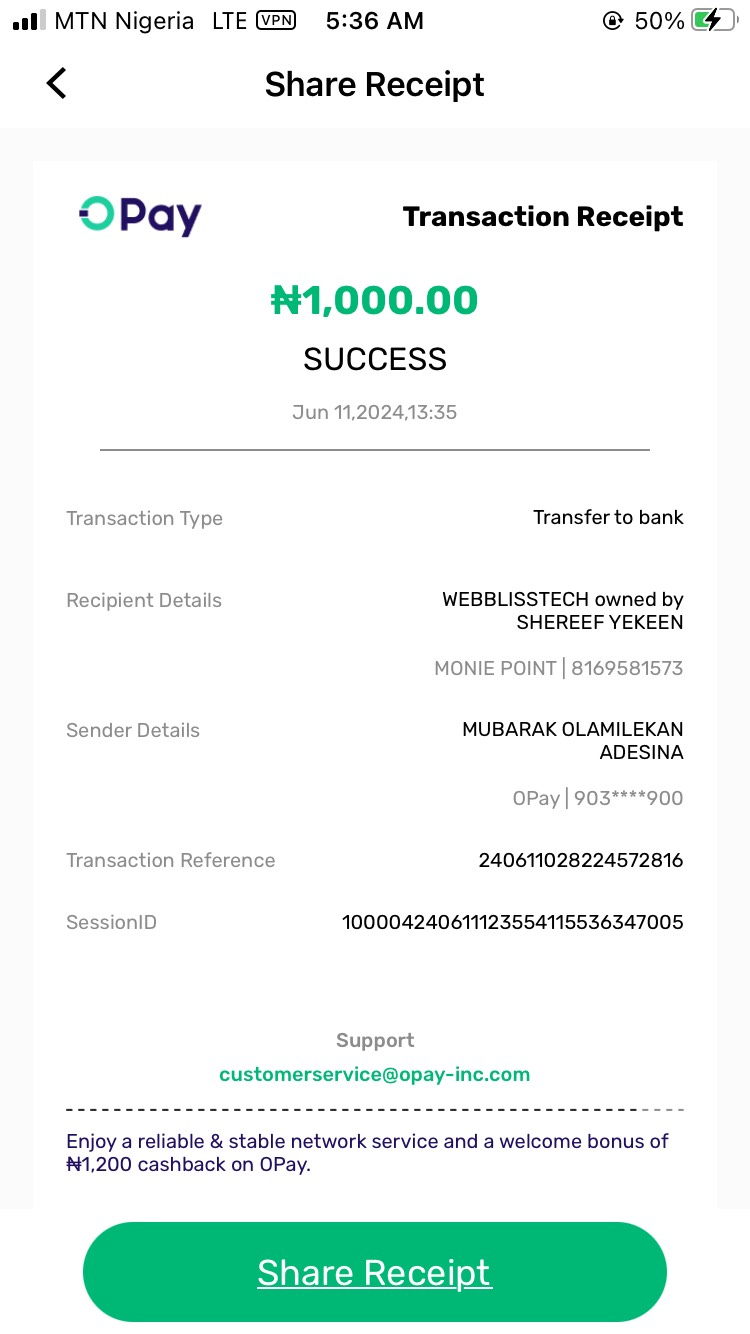 MTN Nigeria LTE VPN 5:36 AM 50%
Share Receipt
OPay Transaction Receipt
₦1,000.00
SUCCESS
Jun 11,2024,13:35
Transaction Type Transfer to bank
Recipient Details WEBBLISSTECH owned by
SHEREEF YEKEEN
MONIE POINT | 8169581573
Sender Details MUBARAK OLAMILEKAN
ADESINA
OPay | 903****900
Transaction Reference 240611028224572816
SessionID 100004240611123554115536347005
Support
customerservice@opay-inc.com
Enjoy a reliable & stable network service and a welcome bonus of
₦1,200 cashback on OPay.
Share Receipt